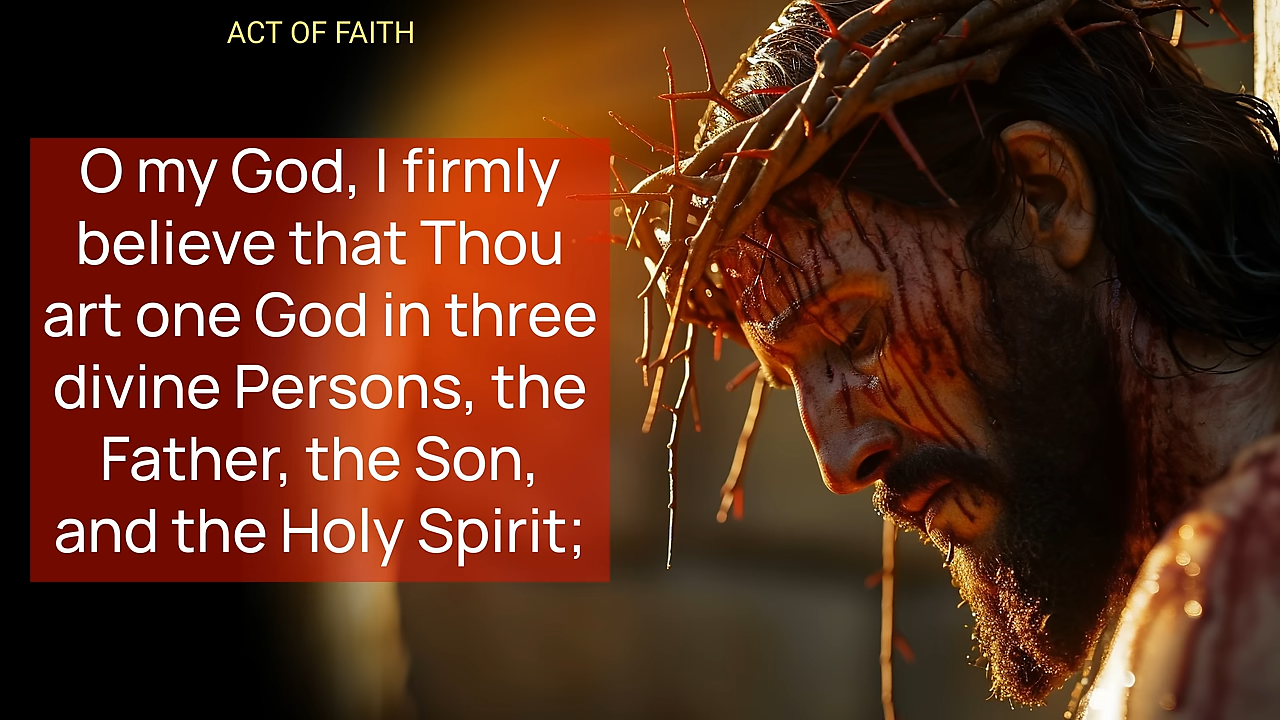 ACT OF FAITH
O my God, I firmly
believe that Thou
art one God in three
divine Persons, the
Father, the Son,
and the Holy Spirit;